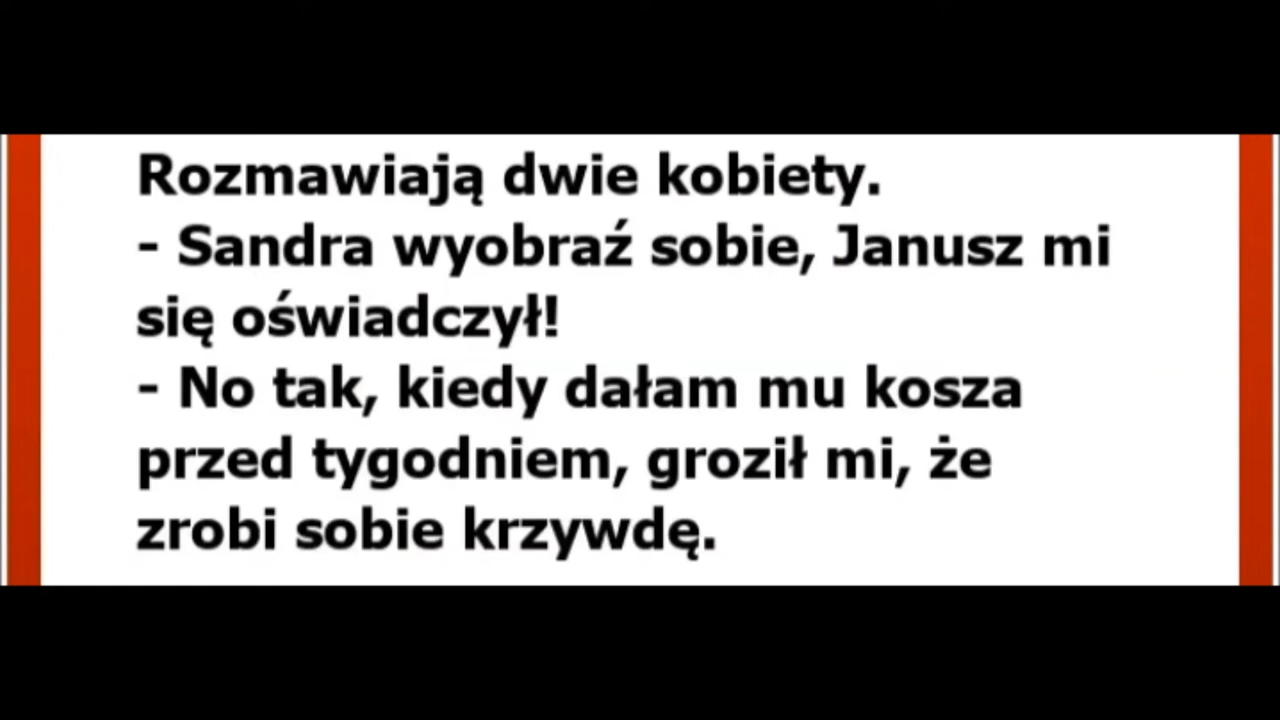 Rozmawiają dwie kobiety.
- Sandra wyobraź sobie, Janusz mi
się oświadczył!
- No tak, kiedy dałam mu kosza
przed tygodniem, groził mi, że
zrobi sobie krzywdę.